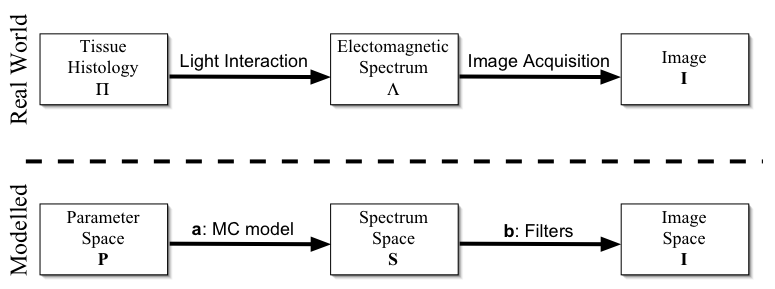 Real World
Tissue
Histology
Π
Light Interaction
Electomagnetic
Spectrum
Λ
Image Acquisition
Image
I
Modelled
Parameter
Space
P
a: MC model
Spectrum
Space
S
b: Filters
Image
Space
I